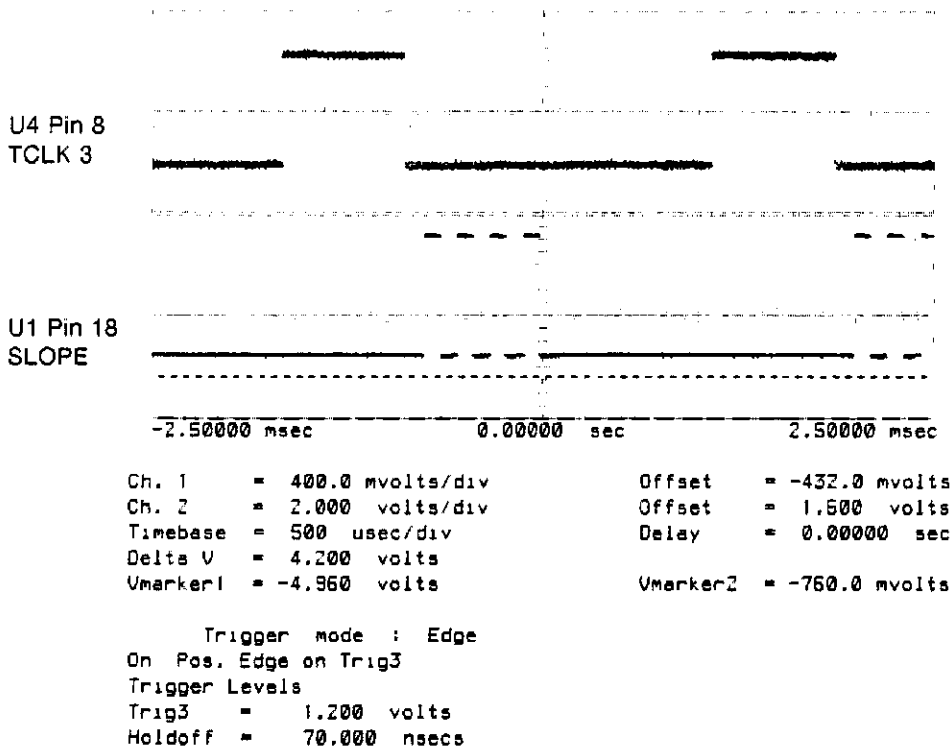 U4 Pin 8
TCLK 3
U1 Pin 18
SLOPE
-2.50000 msec 0.00000 sec 2.50000 msec
Ch. 1 = 400.0 mvolts/div Offset = -432.0 mvolts
Ch. 2 = 2.000 volts/div Offset = 1.600 volts
Timebase = 500 usec/div Delay = 0.00000 sec
Delta V = 4.200 volts
Vmarker1 = -4.960 volts Vmarker2 = -760.0 mvolts
Trigger mode : Edge
On Pos. Edge on Trig3
Trigger Levels
Trig3 = 1.200 volts
Holdoff = 70.000 nsecs